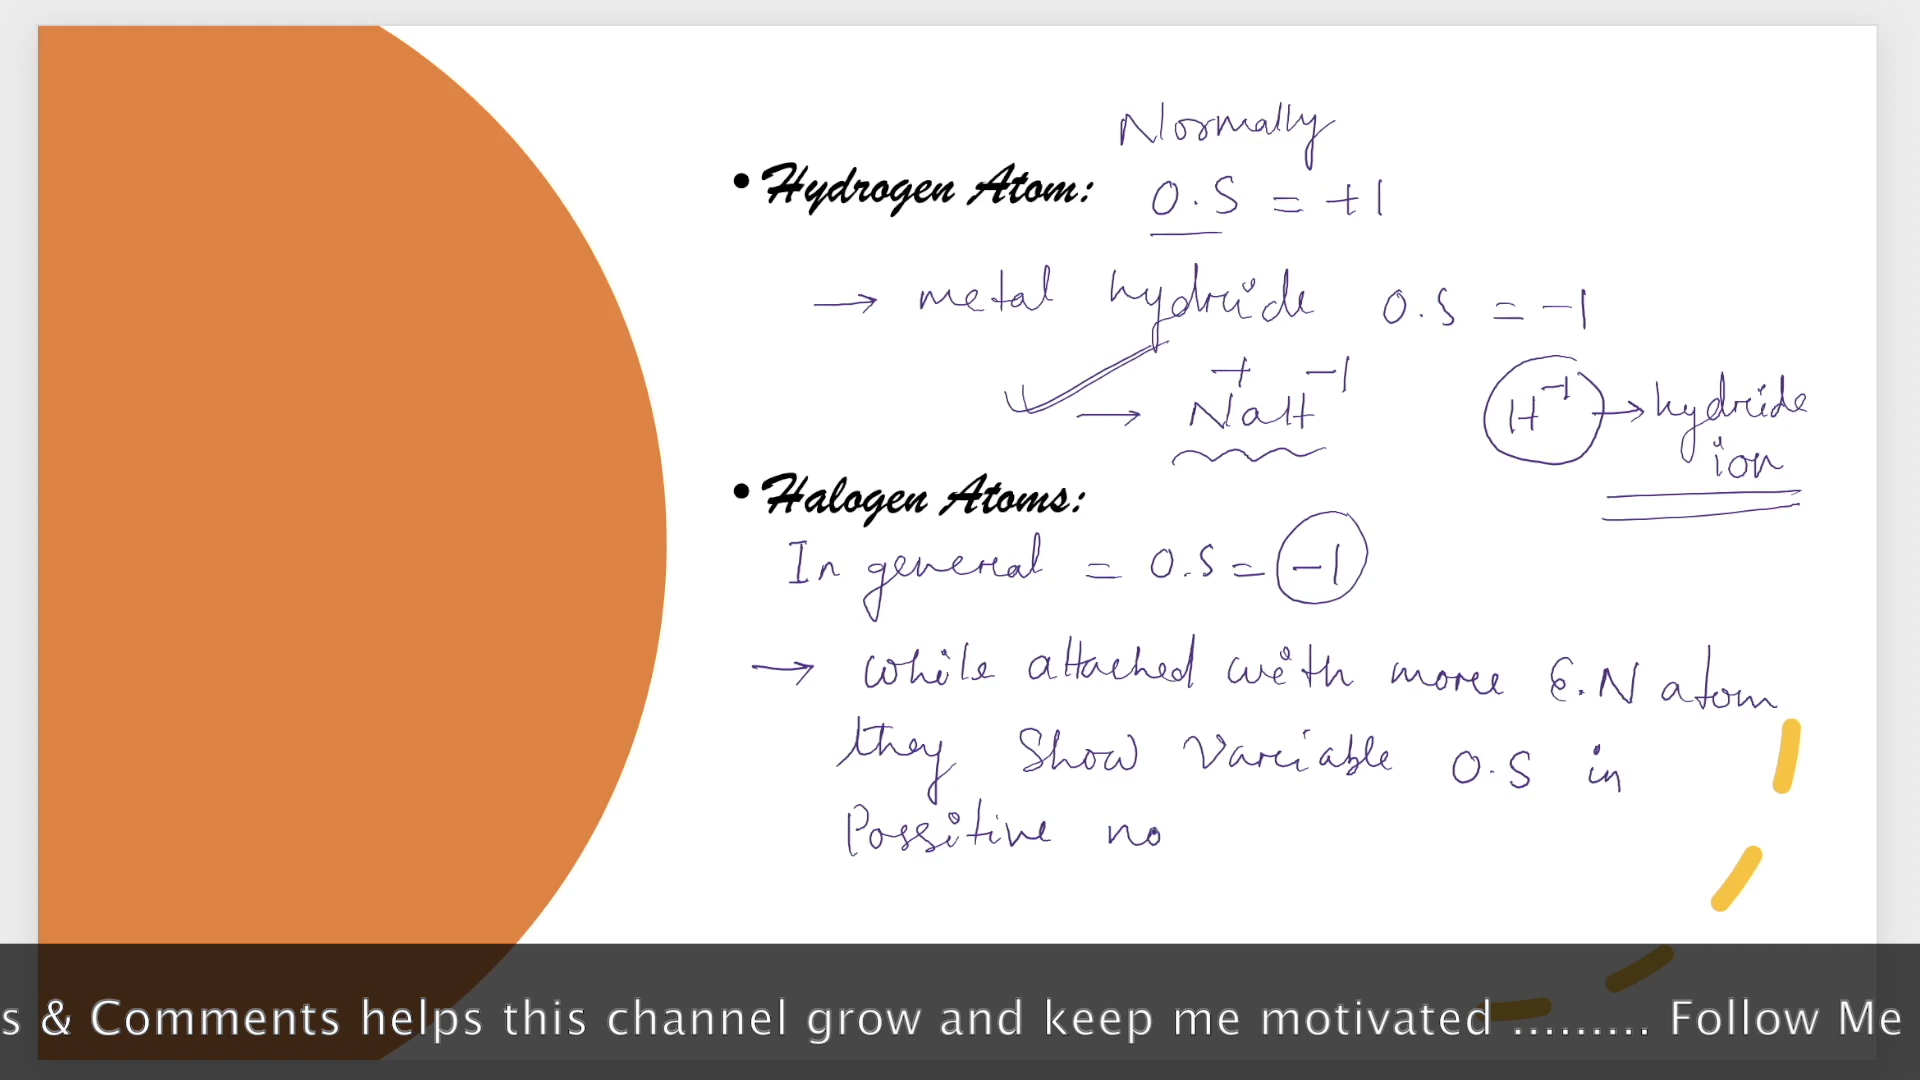 Normally
• Hydrogen Atom: O.S = +1
→ metal hydride O.S = -1
+ -1
→ NaH H⁻¹ → hydride
ion
• Halogen Atoms:
In general = O.S = -1
→ While attached with more E.N atom
they Show Variable O.S in
Possitive no
s & Comments helps this channel grow and keep me motivated ......... Follow Me